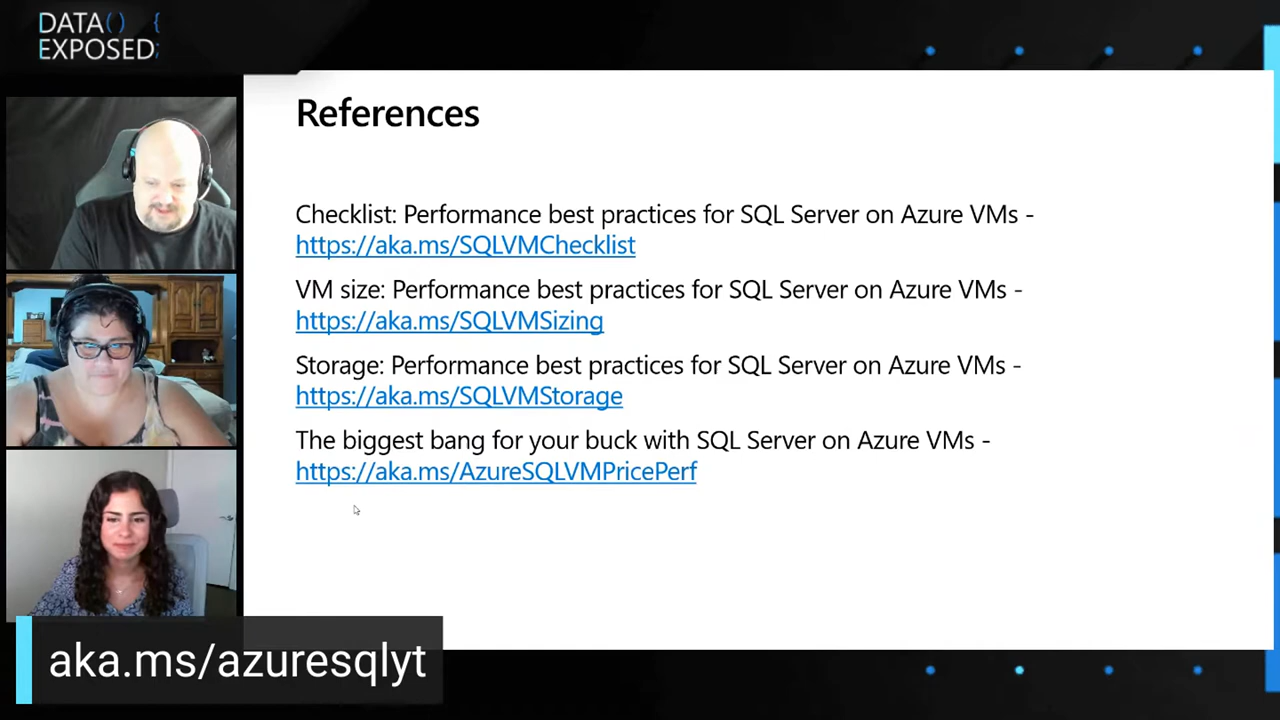 DATA() {
EXPOSED;
References
Checklist: Performance best practices for SQL Server on Azure VMs -
https://aka.ms/SQLVMChecklist
VM size: Performance best practices for SQL Server on Azure VMs -
https://aka.ms/SQLVMSizing
Storage: Performance best practices for SQL Server on Azure VMs -
https://aka.ms/SQLVMStorage
The biggest bang for your buck with SQL Server on Azure VMs -
https://aka.ms/AzureSQLVMPricePerf
aka.ms/azuresqlyt